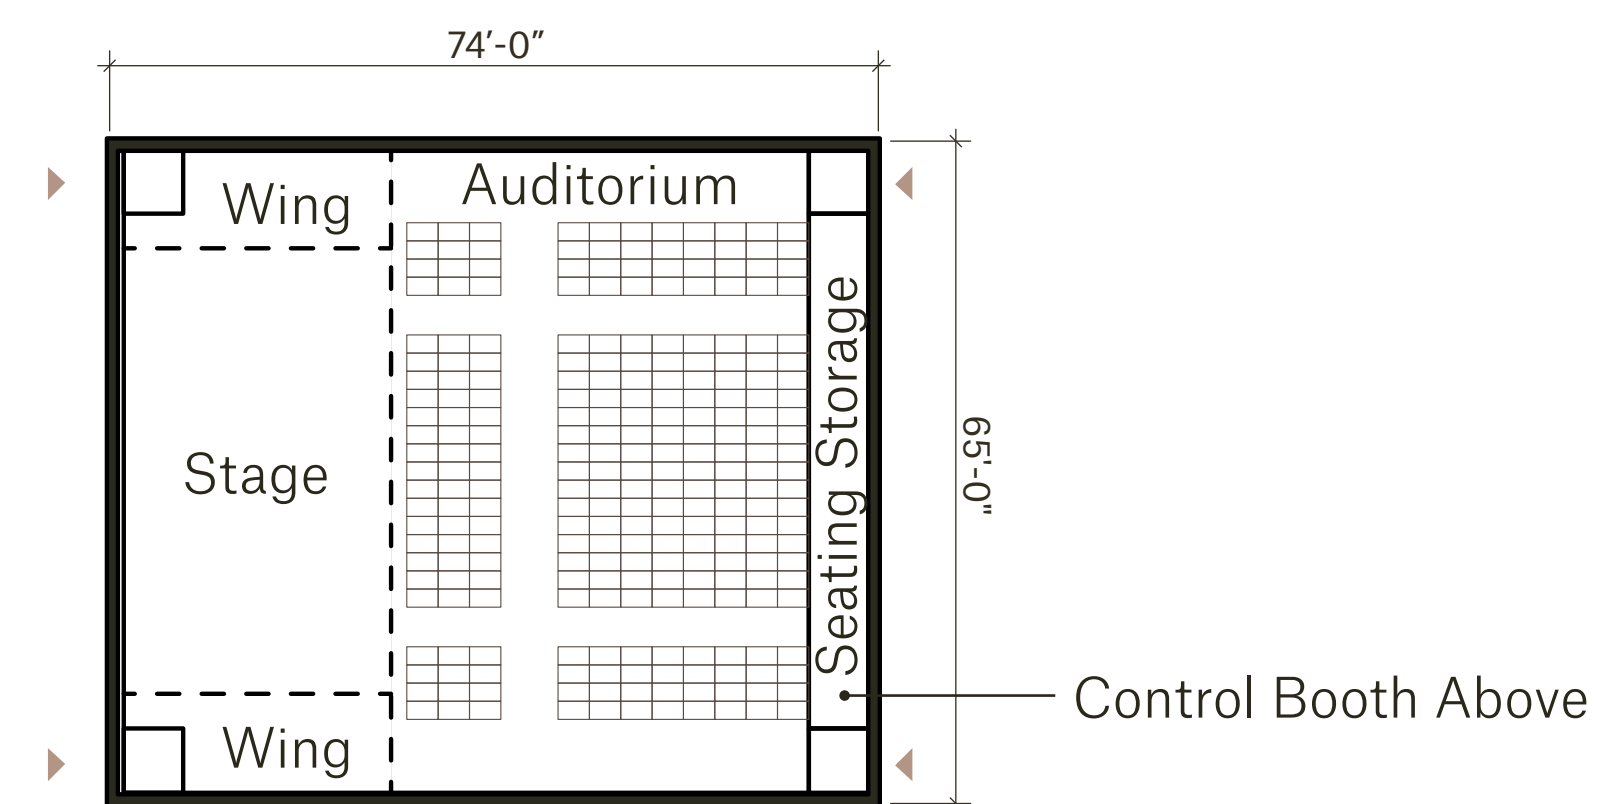 74’-0”
Wing
Auditorium
Seating Storage
65'-0"
Stage
Control Booth Above
Wing